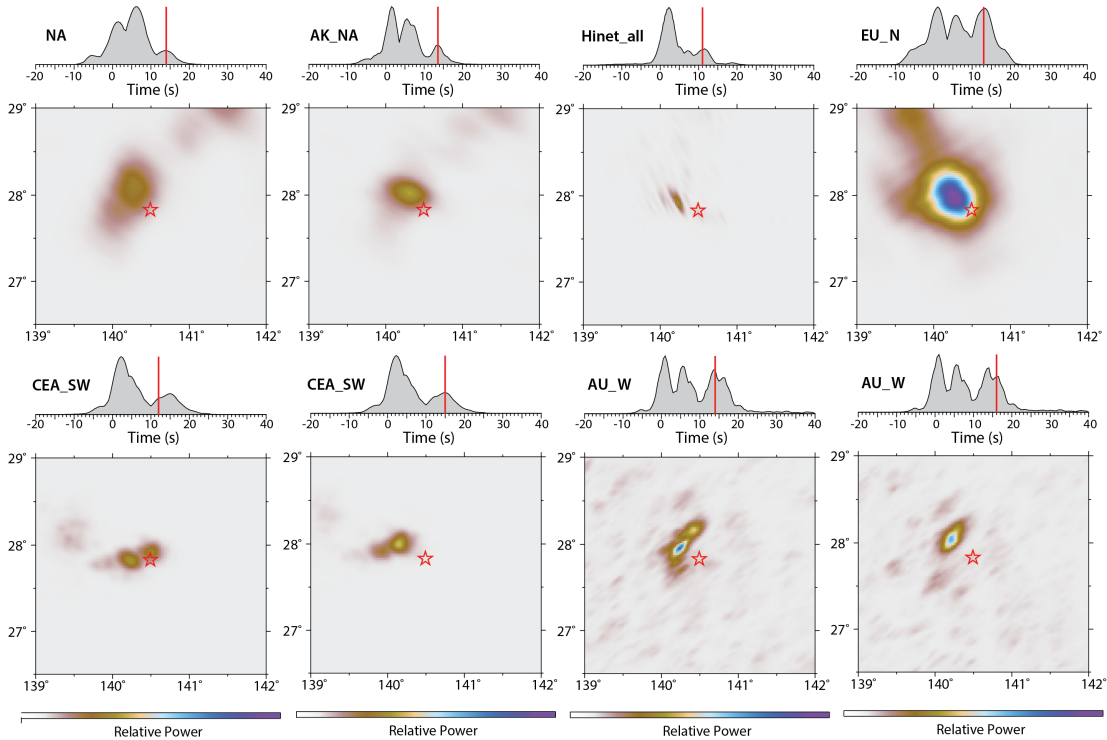 NA AK_NA Hinet_all EU_N
-20 -10 0 10 20 30 40 -20 -10 0 10 20 30 40 -20 -10 0 10 20 30 40 -20 -10 0 10 20 30 40
Time (s) Time (s) Time (s) Time (s)
29˚ 29˚ 29˚ 29˚
28˚ 28˚ 28˚ 28˚
27˚ 27˚ 27˚ 27˚
139˚ 140˚ 141˚ 142˚ 139˚ 140˚ 141˚ 142˚ 139˚ 140˚ 141˚ 142˚ 139˚ 140˚ 141˚ 142˚
CEA_SW CEA_SW AU_W AU_W
-20 -10 0 10 20 30 40 -20 -10 0 10 20 30 40 -20 -10 0 10 20 30 40 -20 -10 0 10 20 30 40
Time (s) Time (s) Time (s) Time (s)
29˚ 29˚ 29˚ 29˚
28˚ 28˚ 28˚ 28˚
27˚ 27˚ 27˚ 27˚
139˚ 140˚ 141˚ 142˚ 139˚ 140˚ 141˚ 142˚ 139˚ 140˚ 141˚ 142˚ 139˚ 140˚ 141˚ 142˚
Relative Power Relative Power Relative Power Relative Power